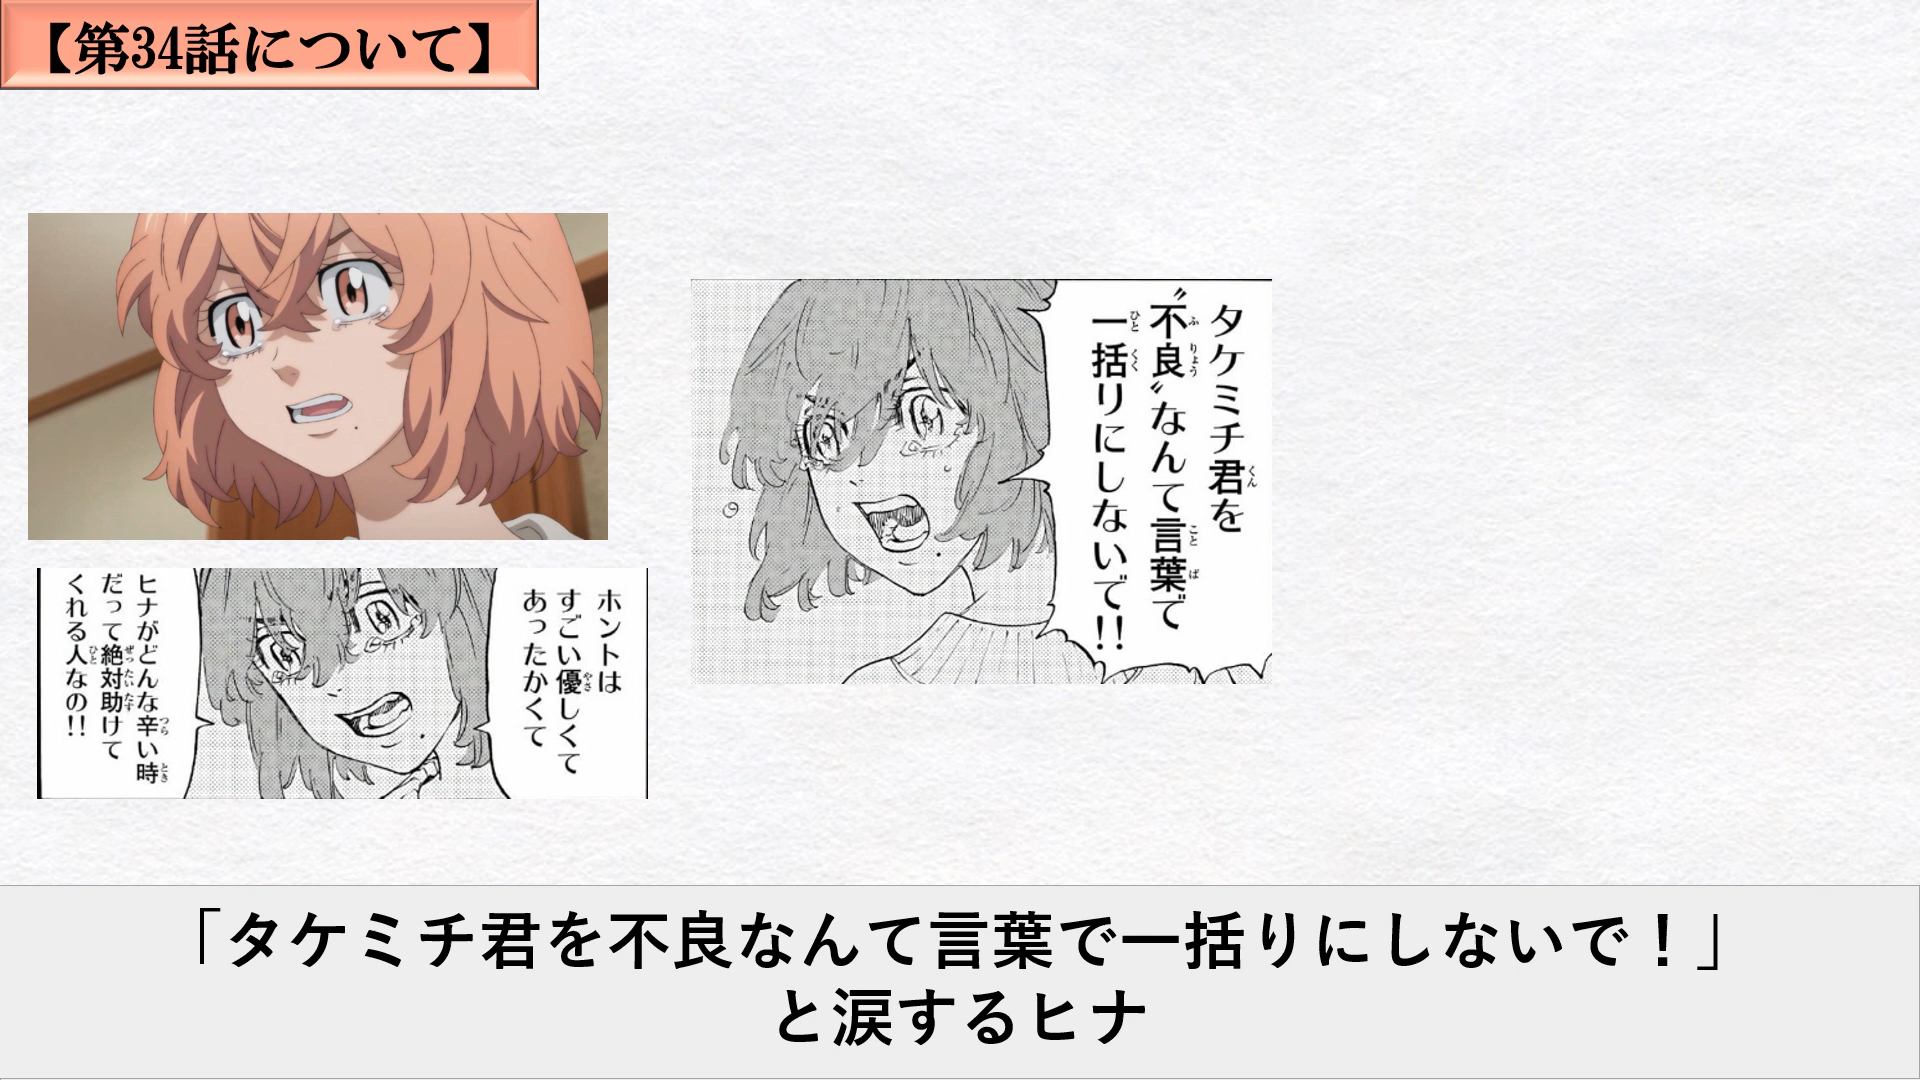 【第34話について】
タケミチ君を
〝不良〟なんて言葉で
一括りにしないで!!
ホントは
すごい優しくて
あったかくて
ヒナがどんな辛い時
だって絶対助けて
くれる人なの!!
「タケミチ君を不良なんて言葉で一括りにしないで！」
と涙するヒナ